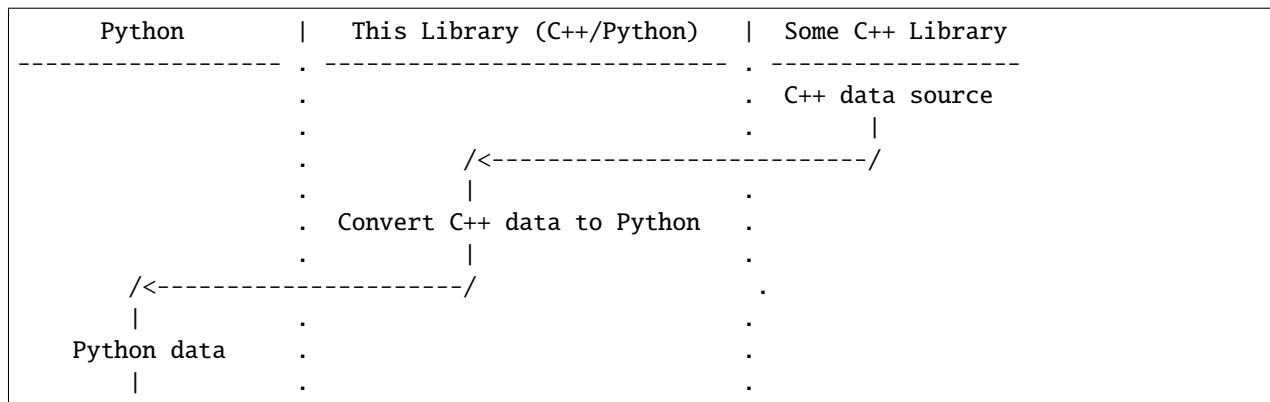 Python        |   This Library (C++/Python)   |  Some C++ Library
------------------- . ----------------------------- . ------------------
                    .                               .  C++ data source
                    .                               .        |
                    .           /<---------------------------/
                    .           |                   .
                    .  Convert C++ data to Python   .
                    .           |                   .
        /<----------------------/                    .
        |           .                               .
    Python data     .                               .
        |           .                               .